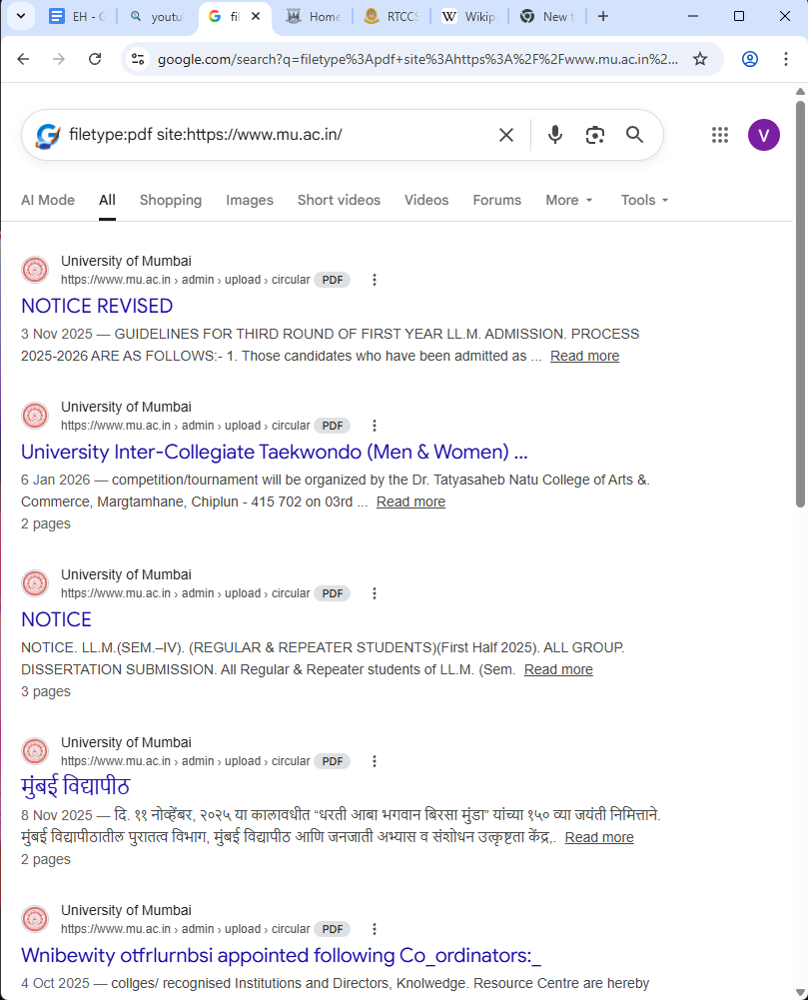 EH - G
youtu
fil
Home
RTCCS
Wikip
New t
google.com/search?q=filetype%3Apdf+site%3Ahttps%3A%2F%2Fwww.mu.ac.in%2...
filetype:pdf site:https://www.mu.ac.in/
V
AI Mode All Shopping Images Short videos Videos Forums More Tools
University of Mumbai
https://www.mu.ac.in › admin › upload › circular PDF
NOTICE REVISED
3 Nov 2025 — GUIDELINES FOR THIRD ROUND OF FIRST YEAR LL.M. ADMISSION. PROCESS
2025-2026 ARE AS FOLLOWS:- 1. Those candidates who have been admitted as ... Read more
University of Mumbai
https://www.mu.ac.in › admin › upload › circular PDF
University Inter-Collegiate Taekwondo (Men & Women) ...
6 Jan 2026 — competition/tournament will be organized by the Dr. Tatyasaheb Natu College of Arts &.
Commerce, Margtamhane, Chiplun - 415 702 on 03rd ... Read more
2 pages
University of Mumbai
https://www.mu.ac.in › admin › upload › circular PDF
NOTICE
NOTICE. LL.M.(SEM.–IV). (REGULAR & REPEATER STUDENTS)(First Half 2025). ALL GROUP.
DISSERTATION SUBMISSION. All Regular & Repeater students of LL.M. (Sem. Read more
3 pages
University of Mumbai
https://www.mu.ac.in › admin › upload › circular PDF
मुंबई विद्यापीठ
8 Nov 2025 — दि. ११ नोव्हेंबर, २०२५ या कालावधीत “धरती आबा भगवान बिरसा मुंडा” यांच्या १५० व्या जयंती निमित्ताने.
मुंबई विद्यापीठातील पुरातत्व विभाग, मुंबई विद्यापीठ आणि जनजाती अभ्यास व संशोधन उत्कृष्टता केंद्र,. Read more
2 pages
University of Mumbai
https://www.mu.ac.in › admin › upload › circular PDF
Wnibewity otfrlurnbsi appointed following Co_ordinators:_
4 Oct 2025 — collges/ recognised Institutions and Directors, Knolwedge. Resource Centre are hereby